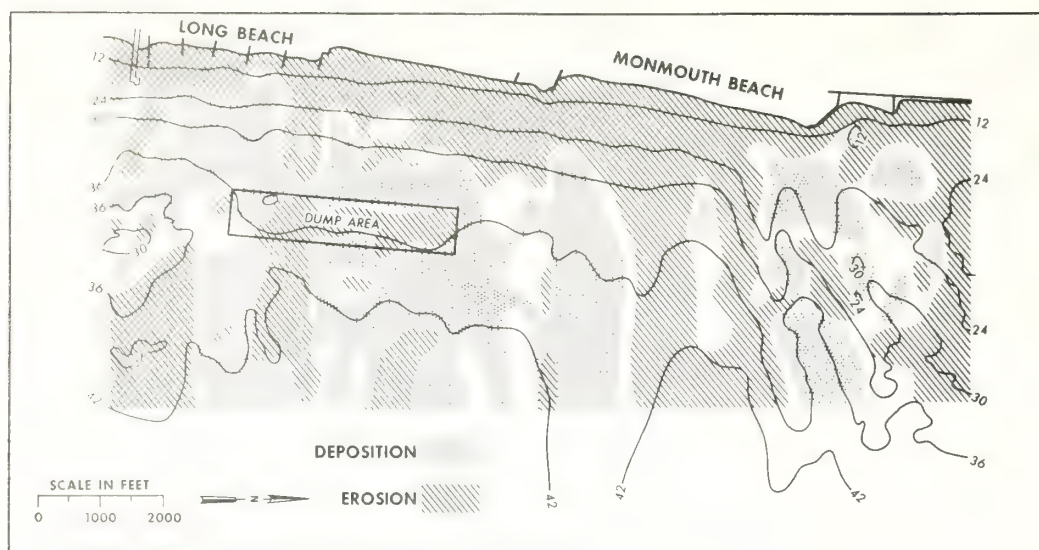 LONG BEACH
MONMOUTH BEACH
12
24
36
36
30
36
42
DUMP AREA
12
12
24
30
24
24
30
36
42
42
42
DEPOSITION
EROSION
SCALE IN FEET
0 1000 2000
N